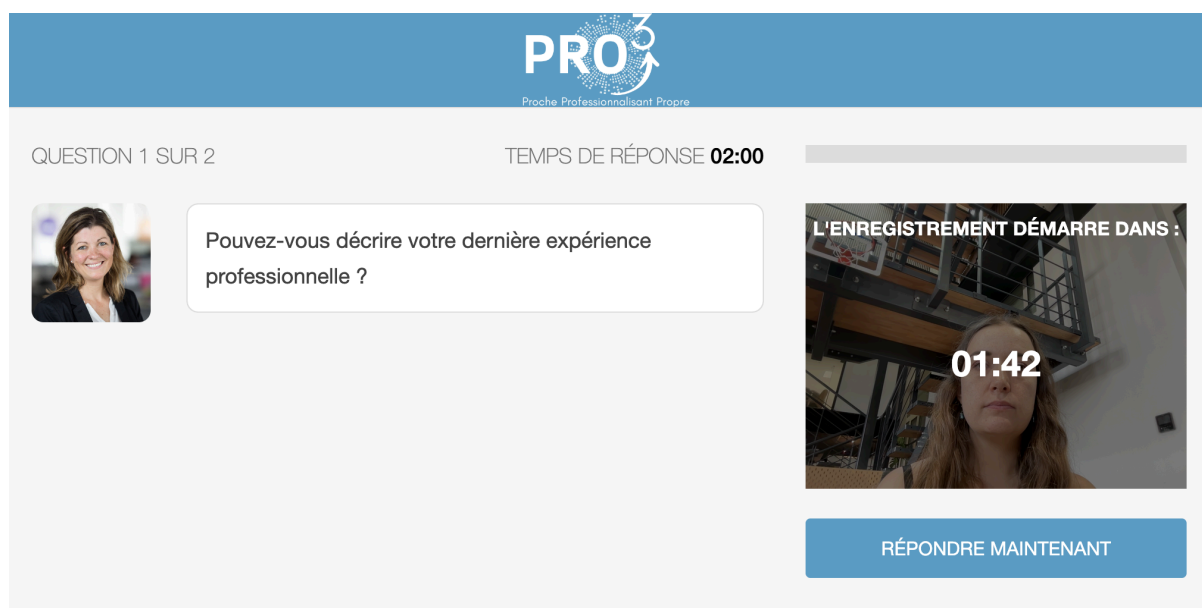 PRO3
Proche Professionnalisant Propre
QUESTION 1 SUR 2
TEMPS DE RÉPONSE 02:00
Pouvez-vous décrire votre dernière expérience
professionnelle ?
L'ENREGISTREMENT DÉMARRE DANS :
01:42
RÉPONDRE MAINTENANT